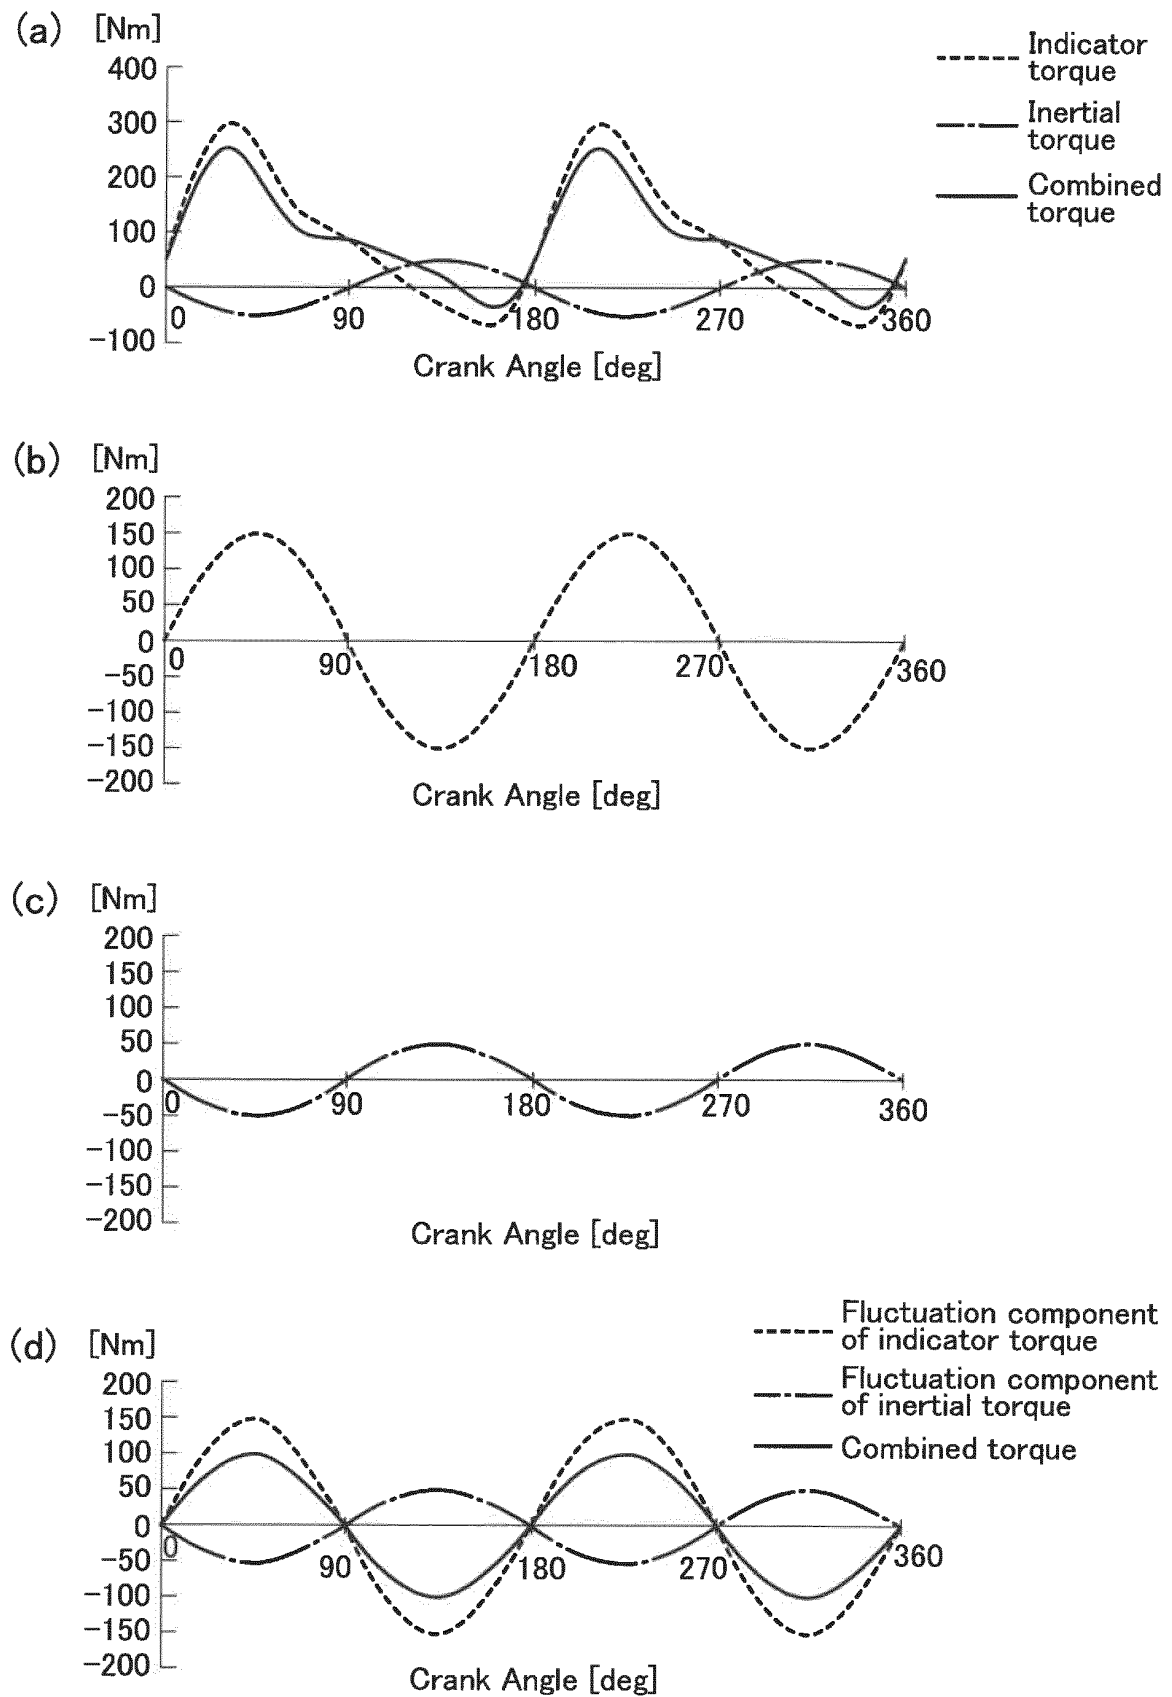 (a) [Nm]
400
300
200
100
0
-100
0 90 180 270 360
Crank Angle [deg]
Indicator
torque
Inertial
torque
Combined
torque
(b) [Nm]
200
150
100
50
0
-50
-100
-150
-200
0 90 180 270 360
Crank Angle [deg]
(c) [Nm]
200
150
100
50
0
-50
-100
-150
-200
0 90 180 270 360
Crank Angle [deg]
(d) [Nm]
200
150
100
50
0
-50
-100
-150
-200
0 90 180 270 360
Crank Angle [deg]
Fluctuation component
of indicator torque
Fluctuation component
of inertial torque
Combined torque